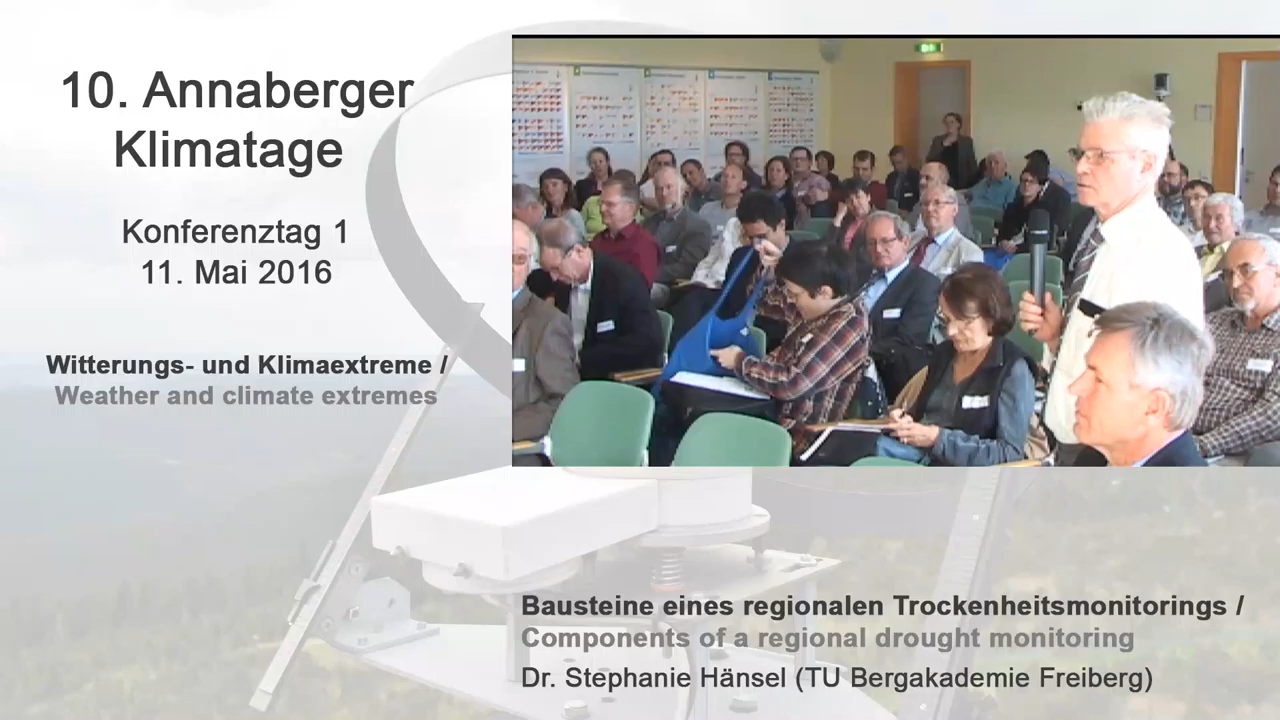 10. Annaberger
Klimatage
Konferenztag 1
11. Mai 2016
Witterungs- und Klimaextreme /
Weather and climate extremes
Bausteine eines regionalen Trockenheitsmonitorings /
Components of a regional drought monitoring
Dr. Stephanie Hänsel (TU Bergakademie Freiberg)